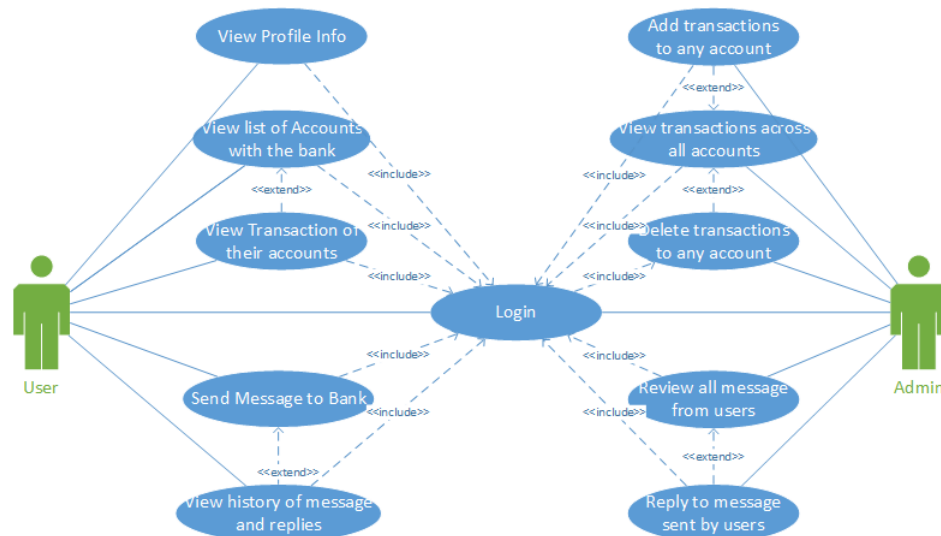 View Profile Info
Add transactions
to any account
<<extend>>
View list of Accounts
with the bank
View transactions across
all accounts
<<include>>
<<include>>
<<extend>>
<<extend>>
View Transaction of
their accounts
<<include>>
<<include>>
Delete transactions
to any account
<<include>>
<<include>>
Login
User
Admin
<<include>>
<<include>>
Send Message to Bank
<<include>>
<<include>>
Review all message
from users
<<extend>>
<<extend>>
View history of message
and replies
Reply to message
sent by users